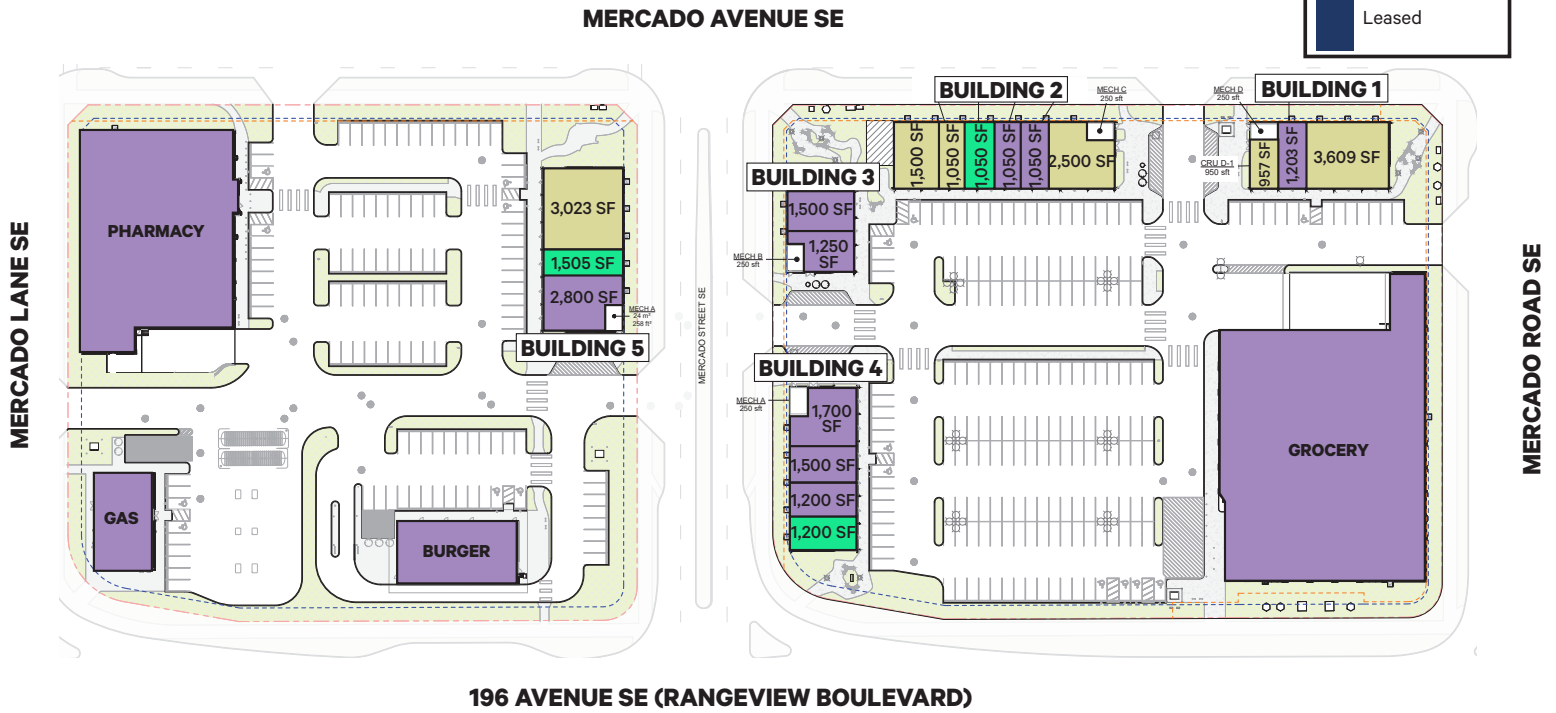 MERCADO AVENUE SE
Leased
BUILDING 2
BUILDING 1
MECH C
250 sft
MECH D
250 sft
1,500 SF
1,050 SF
1,050 SF
1,050 SF
1,050 SF
2,500 SF
CRU D-1
950 sft
957 SF
1,203 SF
3,609 SF
BUILDING 3
1,500 SF
1,250
SF
MECH B
250 sft
PHARMACY
3,023 SF
1,505 SF
2,800 SF
MECH A
24 m²
258 ft²
BUILDING 5
MERCADO LANE SE
MERCADO STREET SE
MERCADO ROAD SE
BUILDING 4
MECH A
250 sft
1,700
SF
1,500 SF
1,200 SF
1,200 SF
GROCERY
GAS
BURGER
196 AVENUE SE (RANGEVIEW BOULEVARD)